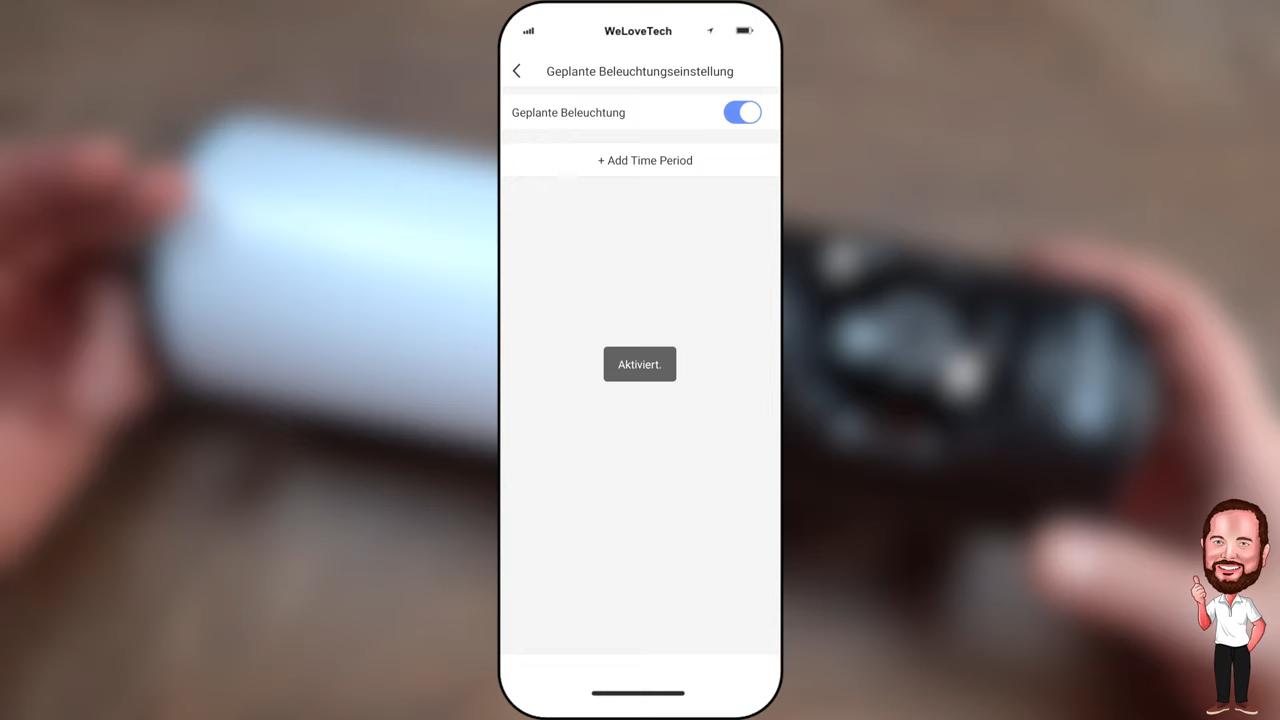 WeLoveTech
Geplante Beleuchtungseinstellung
Geplante Beleuchtung
+ Add Time Period
Aktiviert.